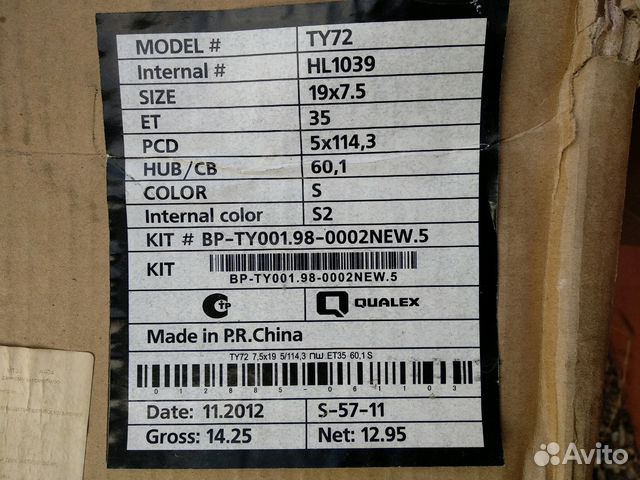 MODEL # TY72
Internal # HL1039
SIZE 19x7.5
ET 35
PCD 5x114,3
HUB/CB 60,1
COLOR S
Internal color S2
KIT # BP-TY001.98-0002NEW.5
KIT
BP-TY001.98-0002NEW.5
QUALEX
Made in P.R.China
TY72 7,5x19 5/114,3 ПШ ET35 60,1 S
012885-061103
Date: 11.2012 S-57-11
Gross: 14.25 Net: 12.95
Avito